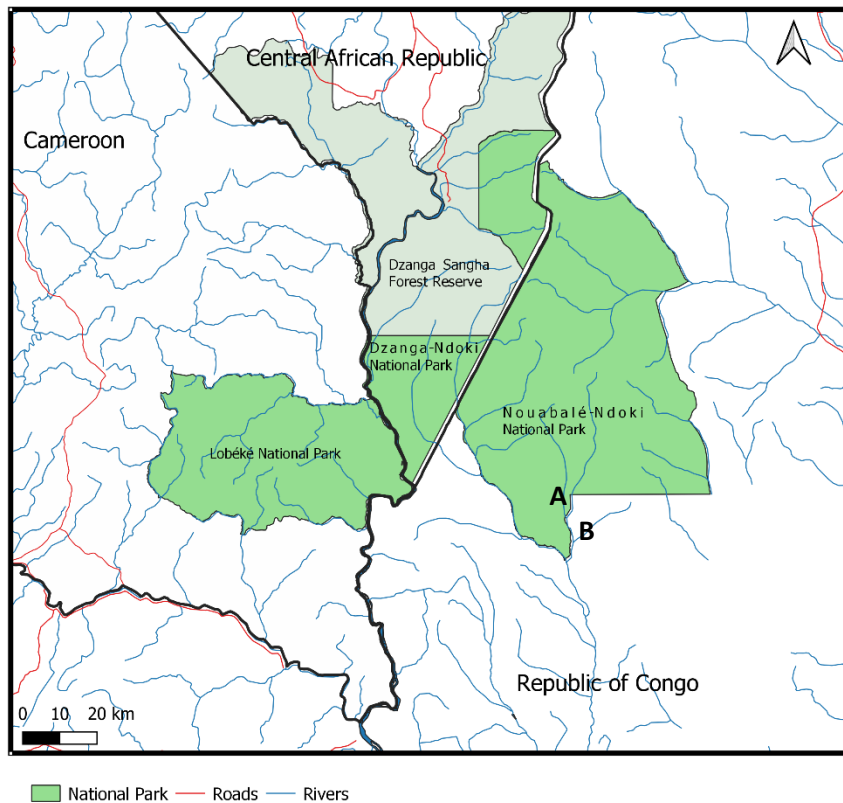 Central African Republic
Cameroon
Dzanga Sangha
Forest Reserve
Dzanga-Ndoki
National Park
Nouabalé-Ndoki
National Park
Lobéké National Park
A
B
Republic of Congo
0 10 20 km
National Park Roads Rivers